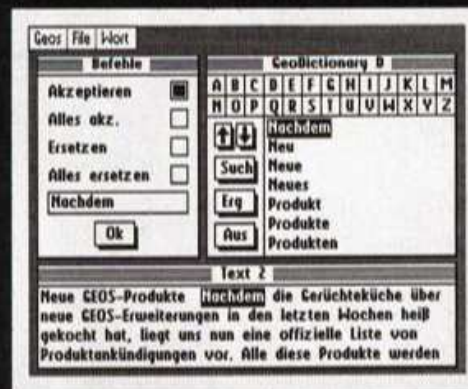 Geos File Wort
Befehle
Akzeptieren
Alles akz.
Ersetzen
Alles ersetzen
Nachdem
Ok
GeoDictionary D
A B C D E F G H I J K L M
N O P Q R S T U V W X Y Z
Such
Erg
Aus
Nachdem
Neu
Neue
Neues
Produkt
Produkte
Produkten
Text 2
Neue GEOS-Produkte Nachdem die Gerüchteküche über
neue GEOS-Erweiterungen in den letzten Wochen heiß
gekocht hat, liegt uns nun eine offizielle Liste von
Produktankündigungen vor. Alle diese Produkte werden